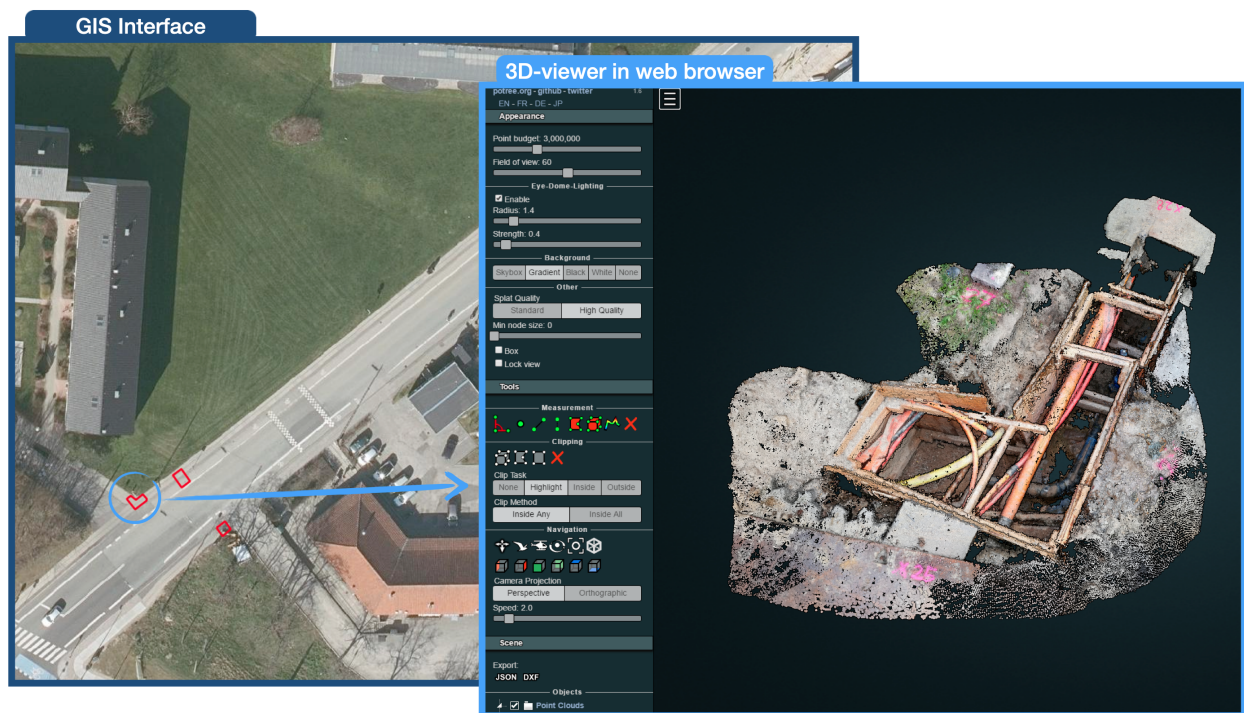 GIS Interface
3D-viewer in web browser
potree.org - github - twitter
EN - FR - DE - JP
Appearance
Point budget: 3,000,000
Field of view: 60
Eye-Dome-Lighting
Enable
Radius: 1.4
Strength: 0.4
Background
Skybox Gradient Black White None
Other
Splat Quality
Standard High Quality
Min node size: 0
Box
Lock view
Tools
Measurement
Clipping
Clip Task
None Highlight Inside Outside
Clip Method
Inside Any Inside All
Navigation
Camera Projection
Perspective Orthographic
Speed: 2.0
Scene
Export:
JSON DXF
Objects
Point Clouds